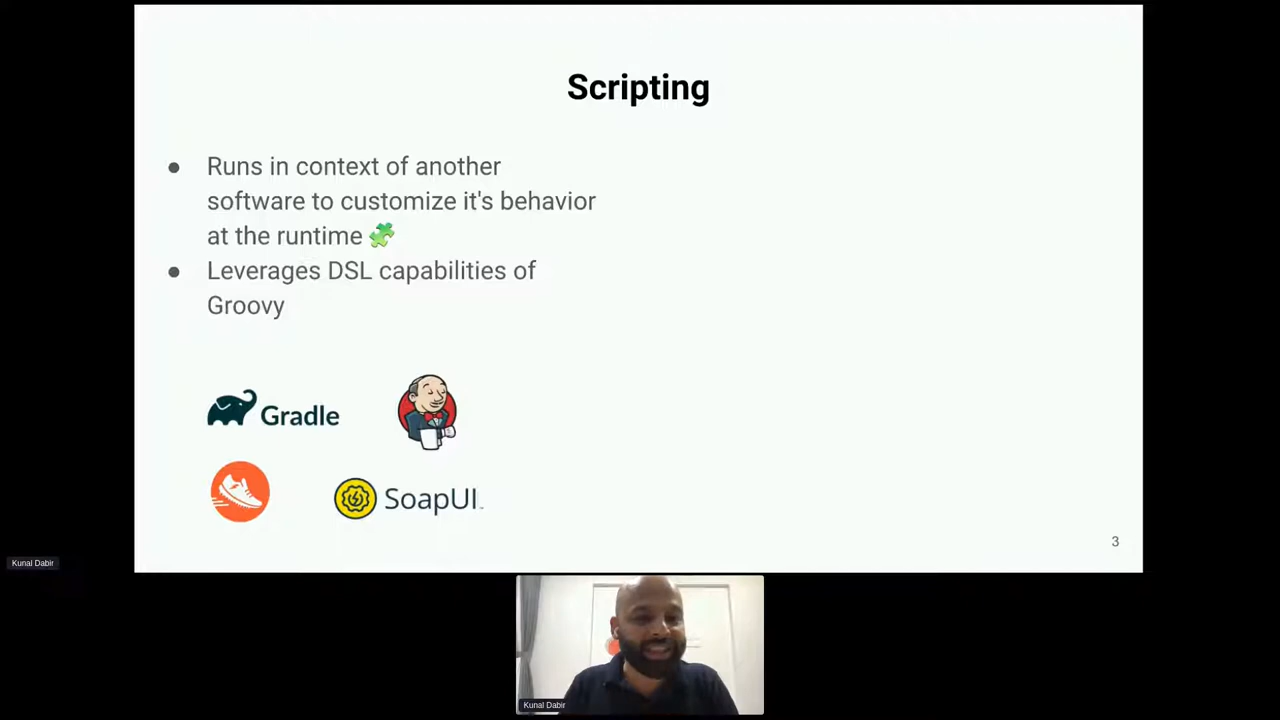 Scripting
● Runs in context of another
software to customize it's behavior
at the runtime
● Leverages DSL capabilities of
Groovy
Gradle
SoapUI™
3
Kunal Dabir
Kunal Dabir